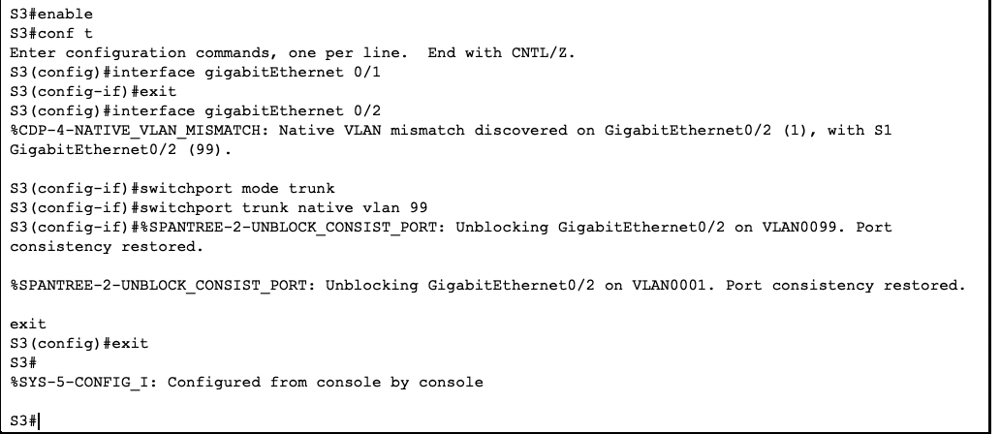 S3#enable
S3#conf t
Enter configuration commands, one per line.  End with CNTL/Z.
S3(config)#interface gigabitEthernet 0/1
S3(config-if)#exit
S3(config)#interface gigabitEthernet 0/2
%CDP-4-NATIVE_VLAN_MISMATCH: Native VLAN mismatch discovered on GigabitEthernet0/2 (1), with S1
GigabitEthernet0/2 (99).
S3(config-if)#switchport mode trunk
S3(config-if)#switchport trunk native vlan 99
S3(config-if)#%SPANTREE-2-UNBLOCK_CONSIST_PORT: Unblocking GigabitEthernet0/2 on VLAN0099. Port
consistency restored.
%SPANTREE-2-UNBLOCK_CONSIST_PORT: Unblocking GigabitEthernet0/2 on VLAN0001. Port consistency restored.
exit
S3(config)#exit
S3#
%SYS-5-CONFIG_I: Configured from console by console
S3#